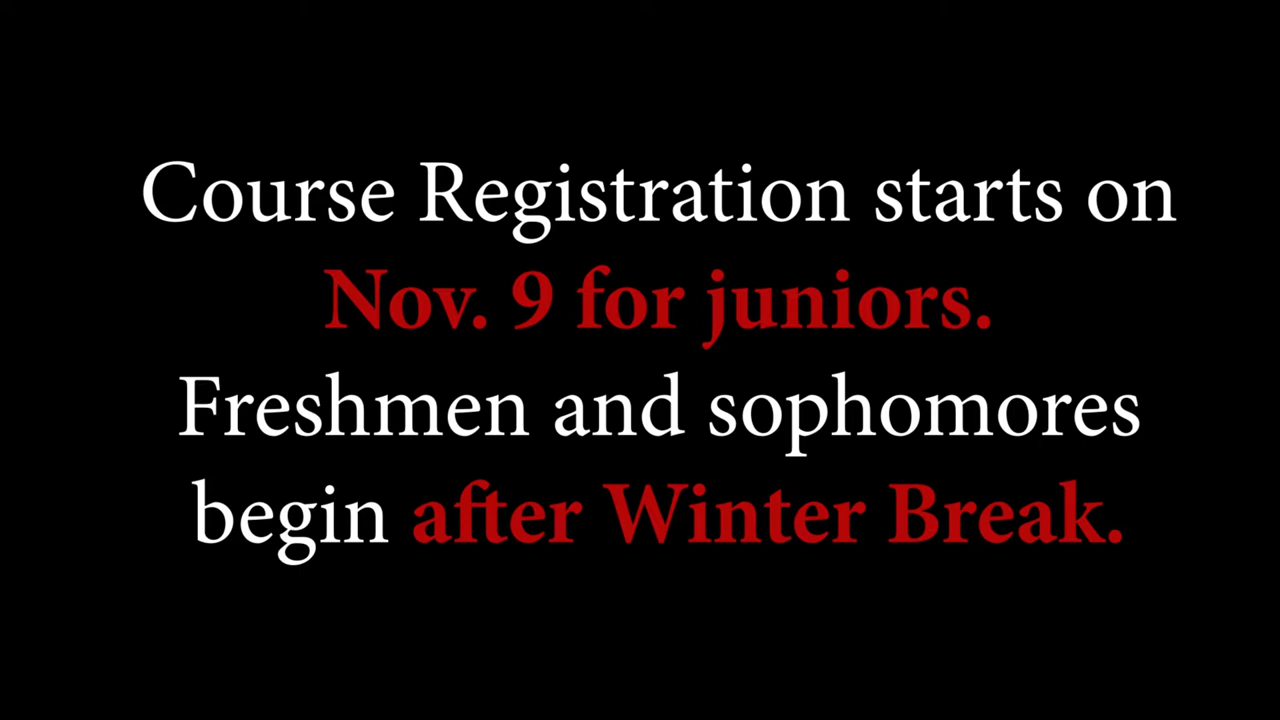 Course Registration starts on
Nov. 9 for juniors.
Freshmen and sophomores
begin after Winter Break.